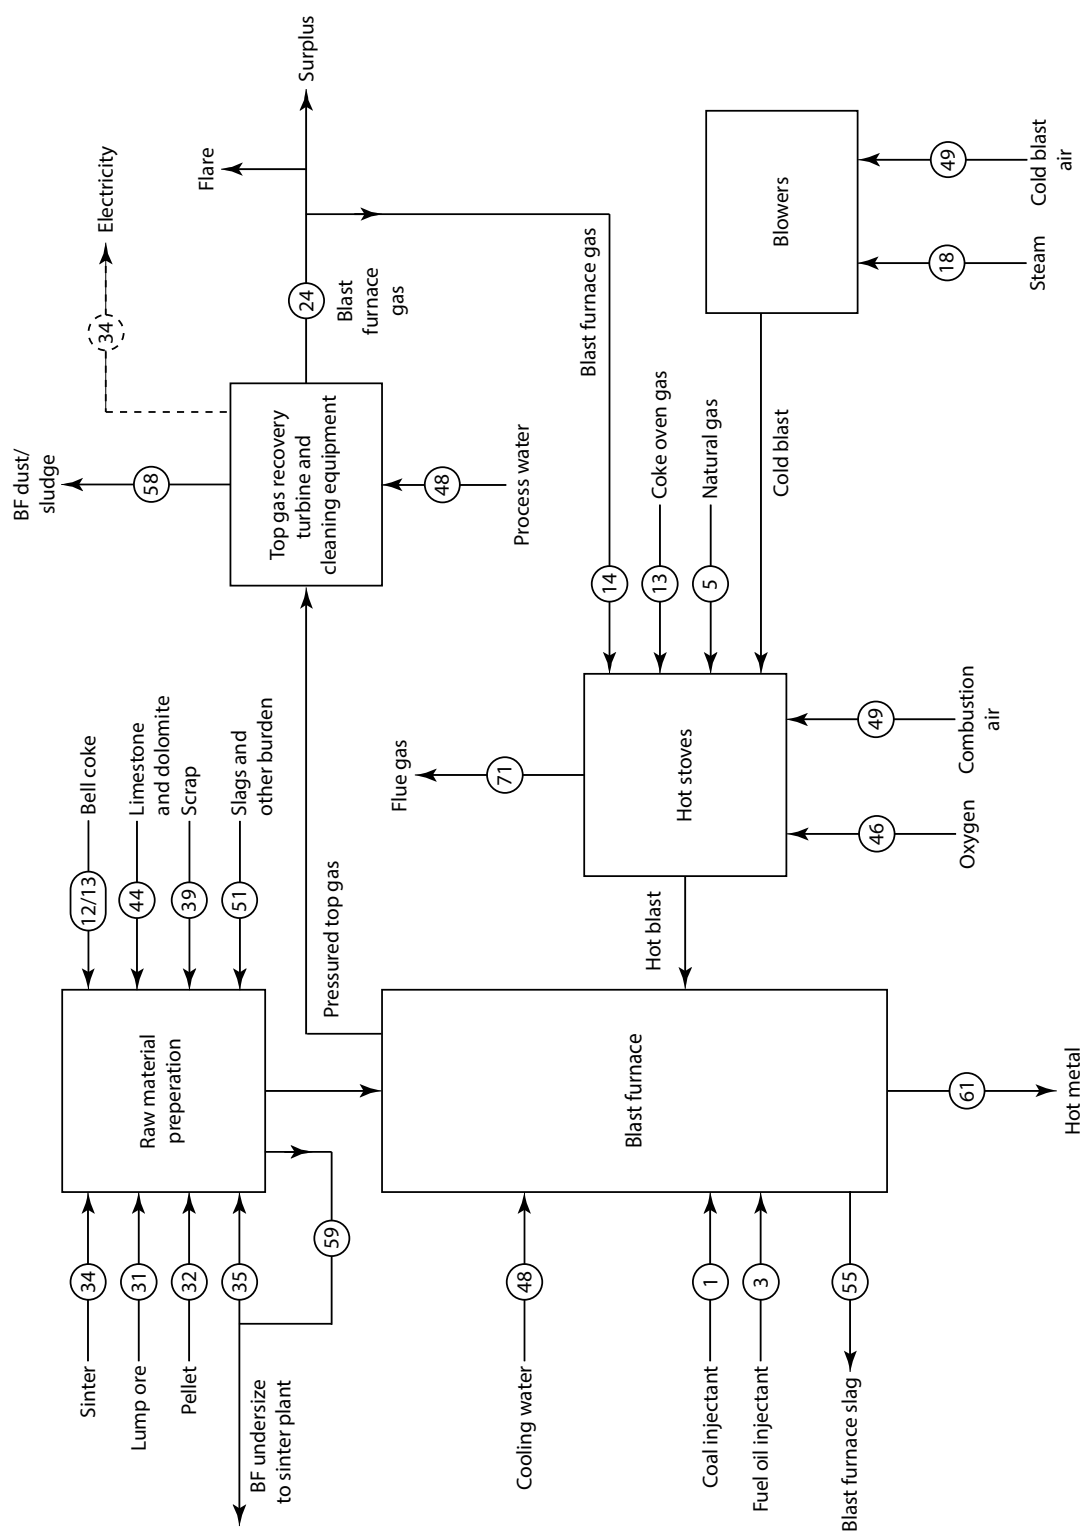 Sinter
34
Lump ore
31
Pellet
32
35
BF undersize
to sinter plant
59
Raw material
preperation
12/13
Bell coke
44
Limestone
and dolomite
39
Scrap
51
Slags and
other burden
Pressured top gas
BF dust/
sludge
58
34
Electricity
Top gas recovery
turbine and
cleaning equipment
48
Process water
24
Blast
furnace
gas
Flare
Surplus
Cooling water
48
Coal injectant
1
Fuel oil injectant
3
Blast furnace slag
55
Blast furnace
61
Hot metal
Hot blast
Flue gas
71
Hot stoves
46
Oxygen
49
Combustion
air
14
Blast furnace gas
13
Coke oven gas
5
Natural gas
Cold blast
Blowers
18
Steam
49
Cold blast
air